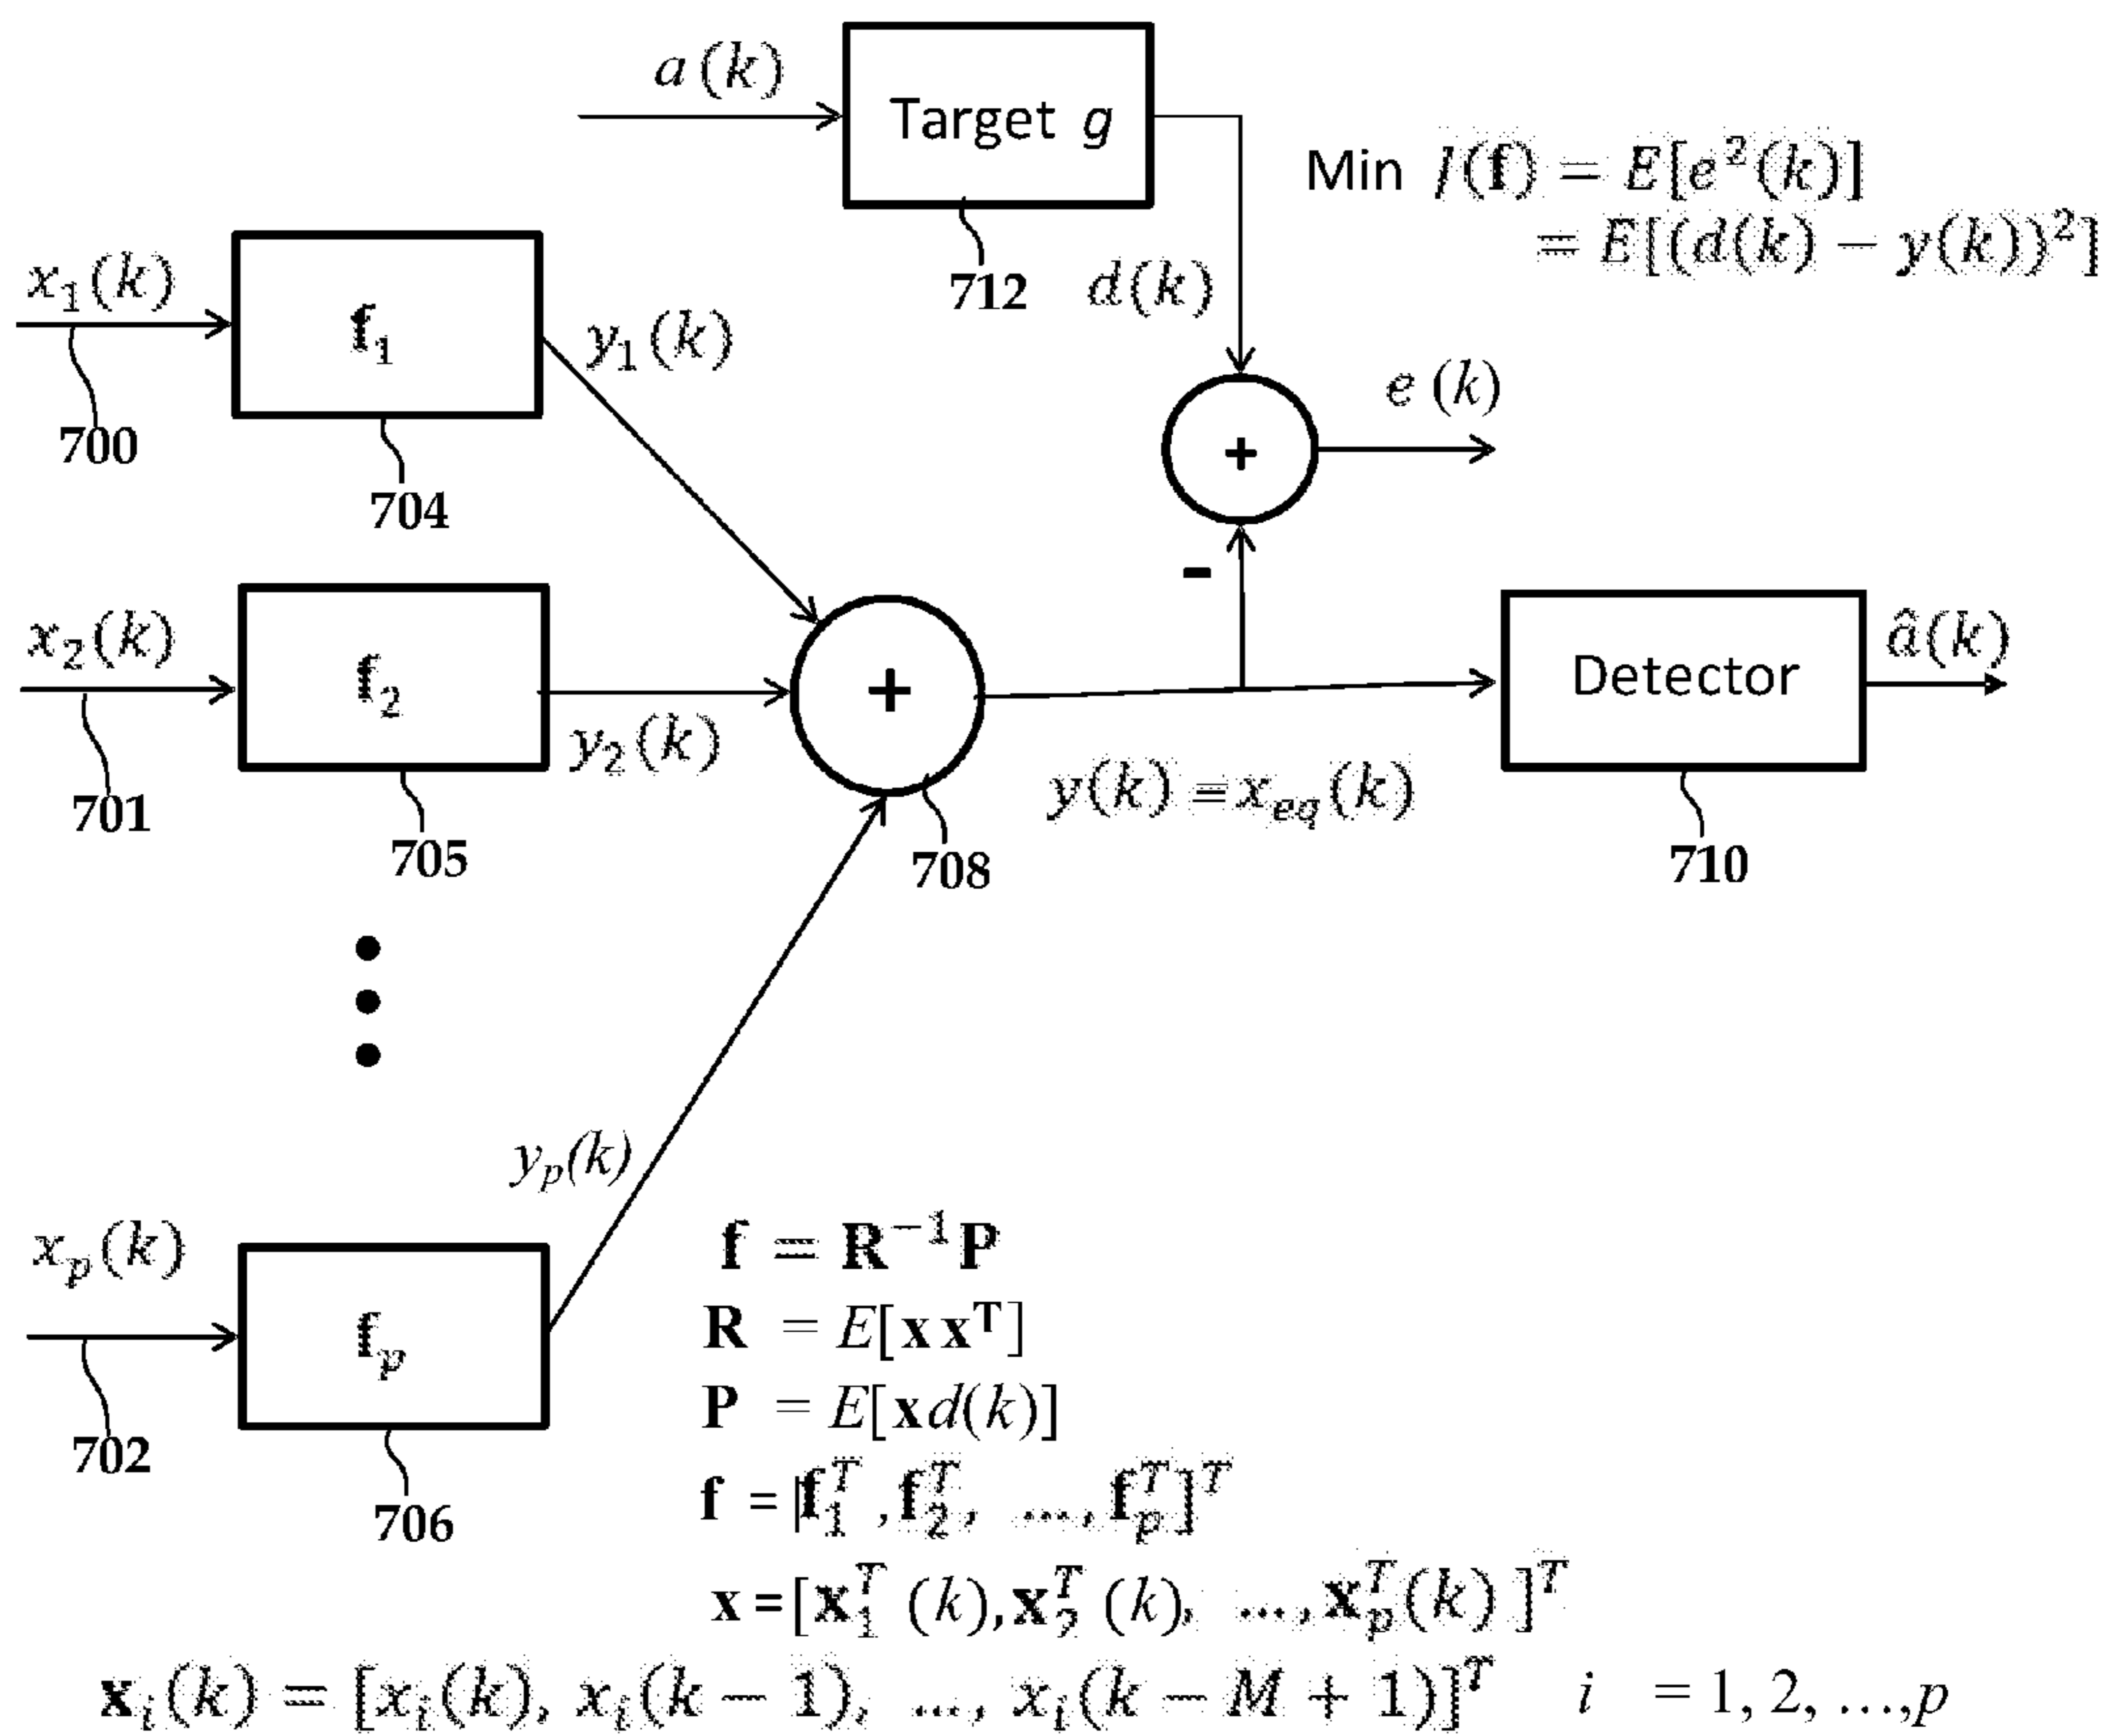 a(k)
Target g
Min J(f) = E[e²(k)]
= E[(d(k) − y(k))²]
712
d(k)
x₁(k)
f₁
y₁(k)
700
704
e(k)
+
-
x₂(k)
f₂
y₂(k)
701
705
+
708
y(k) = x_eq(k)
Detector
â(k)
710
y_p(k)
x_p(k)
f_p
702
706
f = R⁻¹P
R = E[x xᵀ]
P = E[xd(k)]
f = [f₁ᵀ, f₂ᵀ, ..., f_pᵀ]ᵀ
x = [x₁ᵀ(k), x₂ᵀ(k), ..., x_pᵀ(k)]ᵀ
xᵢ(k) = [xᵢ(k), xᵢ(k − 1), ..., xᵢ(k − M + 1)]ᵀ i = 1, 2, ...,p